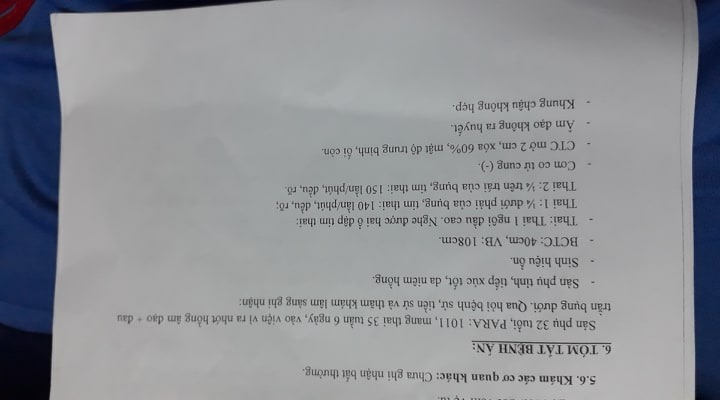 5.6. Khám các cơ quan khác: Chưa ghi nhận bất thường.
6. TÓM TẮT BỆNH ÁN:
Sản phụ 32 tuổi, PARA: 1011, mang thai 35 tuần 6 ngày, vào viện vì ra nhớt hồng âm đạo + đau
trằn bụng dưới. Qua hỏi bệnh sử, tiền sử và thăm khám lâm sàng ghi nhận:
- Sản phụ tỉnh, tiếp xúc tốt, da niêm hồng.
- Sinh hiệu ổn.
- BCTC: 40cm, VB: 108cm.
- Thai: Thai 1 ngôi đầu cao. Nghe được hai ổ đập tim thai:
Thai 1: ¼ dưới phải của bụng, tim thai: 140 lần/phút, đều, rõ;
Thai 2: ¼ trên trái của bụng, tim thai: 150 lần/phút, đều, rõ.
- Cơn co tử cung (-).
- CTC mở 2 cm, xóa 60%, mật độ trung bình, ối còn.
- Âm đạo không ra huyết.
- Khung chậu không hẹp.